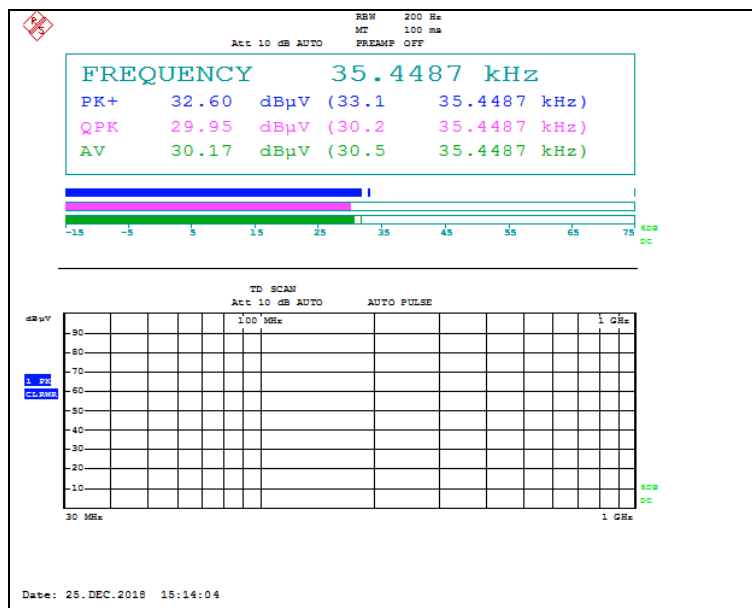 R S
RBW 200 Hz
MT 100 ms
Att 10 dB AUTO PREAMP OFF
FREQUENCY 35.4487 kHz
PK+ 32.60 dBµV (33.1 35.4487 kHz)
QPK 29.95 dBµV (30.2 35.4487 kHz)
AV 30.17 dBµV (30.5 35.4487 kHz)
-15 -5 5 15 25 35 45 55 65 75
6DB
DC
TD SCAN
Att 10 dB AUTO AUTO PULSE
dBµV
100 MHz 1 GHz
90
80
70
1 PK
60
CLRWR
50
40
30
20
10
6DB
DC
30 MHz 1 GHz
Date: 25.DEC.2018 15:14:04